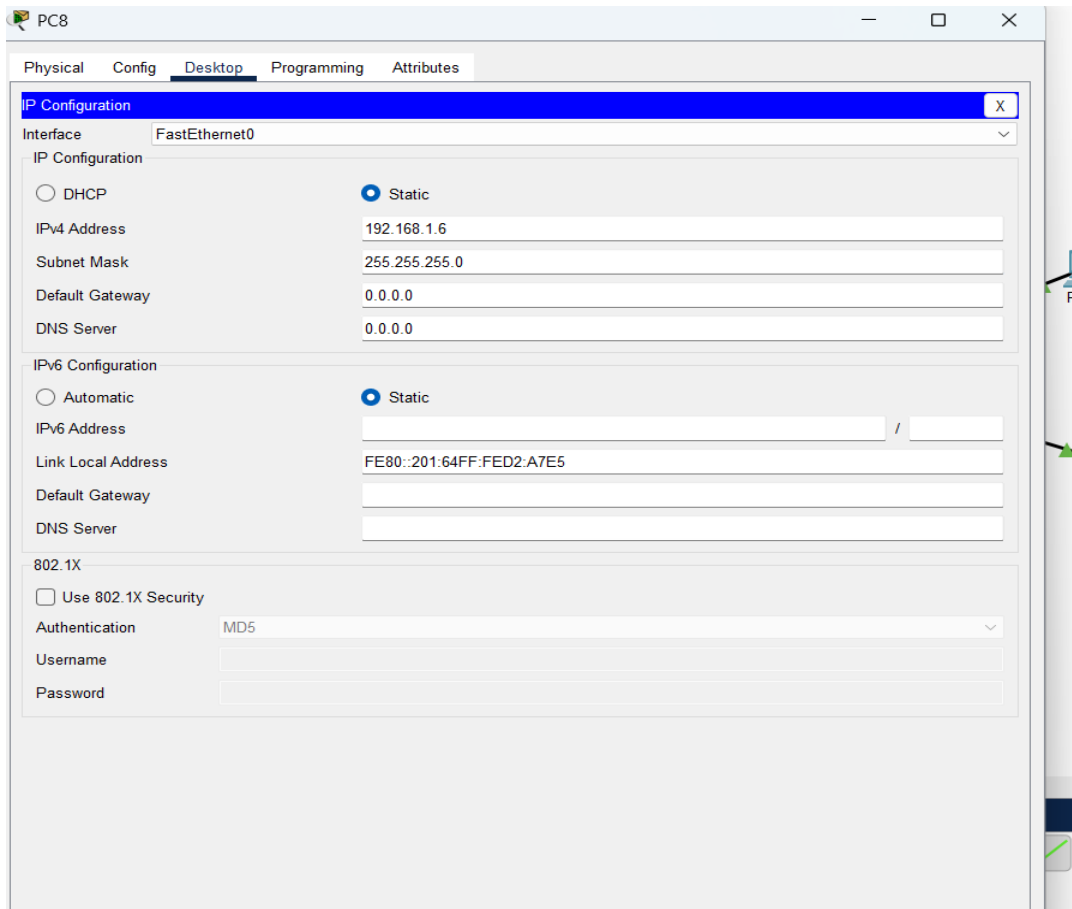 PC8
Physical Config Desktop Programming Attributes
IP Configuration X
Interface FastEthernet0
IP Configuration
DHCP Static
IPv4 Address 192.168.1.6
Subnet Mask 255.255.255.0
Default Gateway 0.0.0.0
DNS Server 0.0.0.0
IPv6 Configuration
Automatic Static
IPv6 Address /
Link Local Address FE80::201:64FF:FED2:A7E5
Default Gateway
DNS Server
802.1X
Use 802.1X Security
Authentication MD5
Username
Password